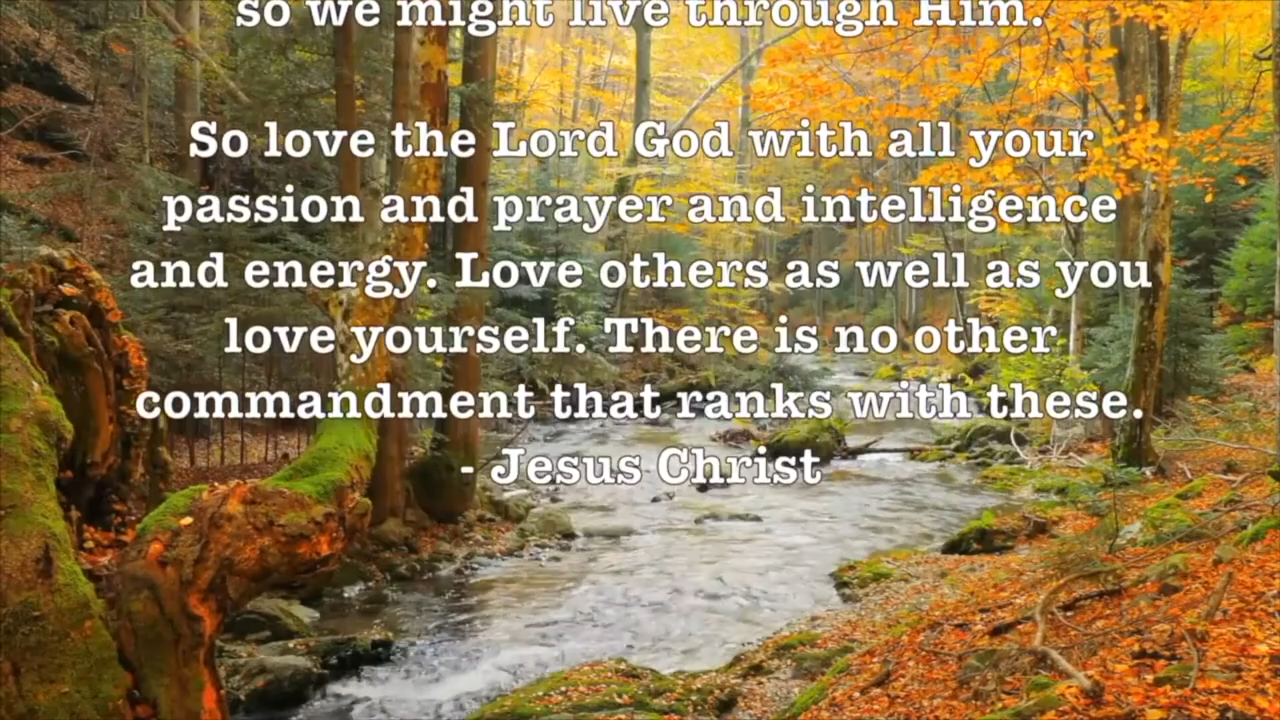 so we might live through Him.
So love the Lord God with all your
passion and prayer and intelligence
and energy. Love others as well as you
love yourself. There is no other
commandment that ranks with these.
- Jesus Christ